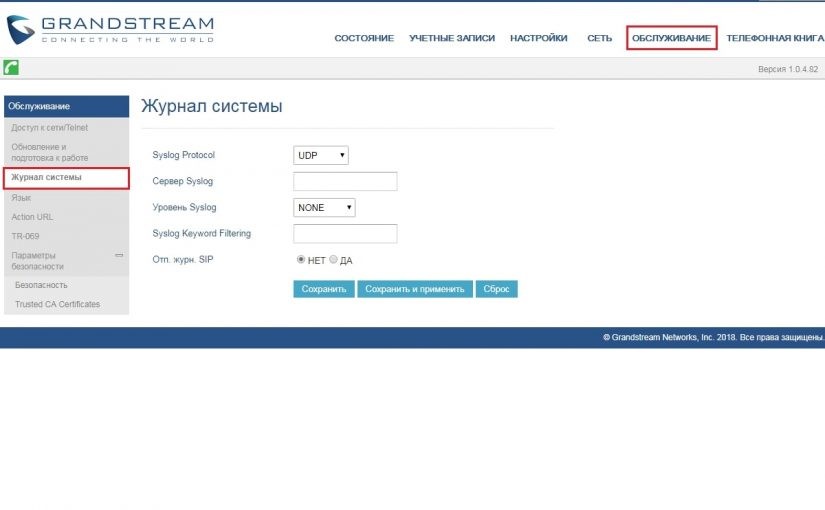 GRANDSTREAM
CONNECTING THE WORLD
СОСТОЯНИЕ УЧЕТНЫЕ ЗАПИСИ НАСТРОЙКИ СЕТЬ ОБСЛУЖИВАНИЕ ТЕЛЕФОННАЯ КНИГА
Версия 1.0.4.82
Обслуживание
Доступ к сети/Telnet
Обновление и
подготовка к работе
Журнал системы
Язык
Action URL
TR-069
Параметры
безопасности
Безопасность
Trusted CA Certificates
Журнал системы
Syslog Protocol UDP
Сервер Syslog
Уровень Syslog NONE
Syslog Keyword Filtering
Отп. журн. SIP НЕТ ДА
Сохранить Сохранить и применить Сброс
© Grandstream Networks, Inc. 2018. Все права защищены.